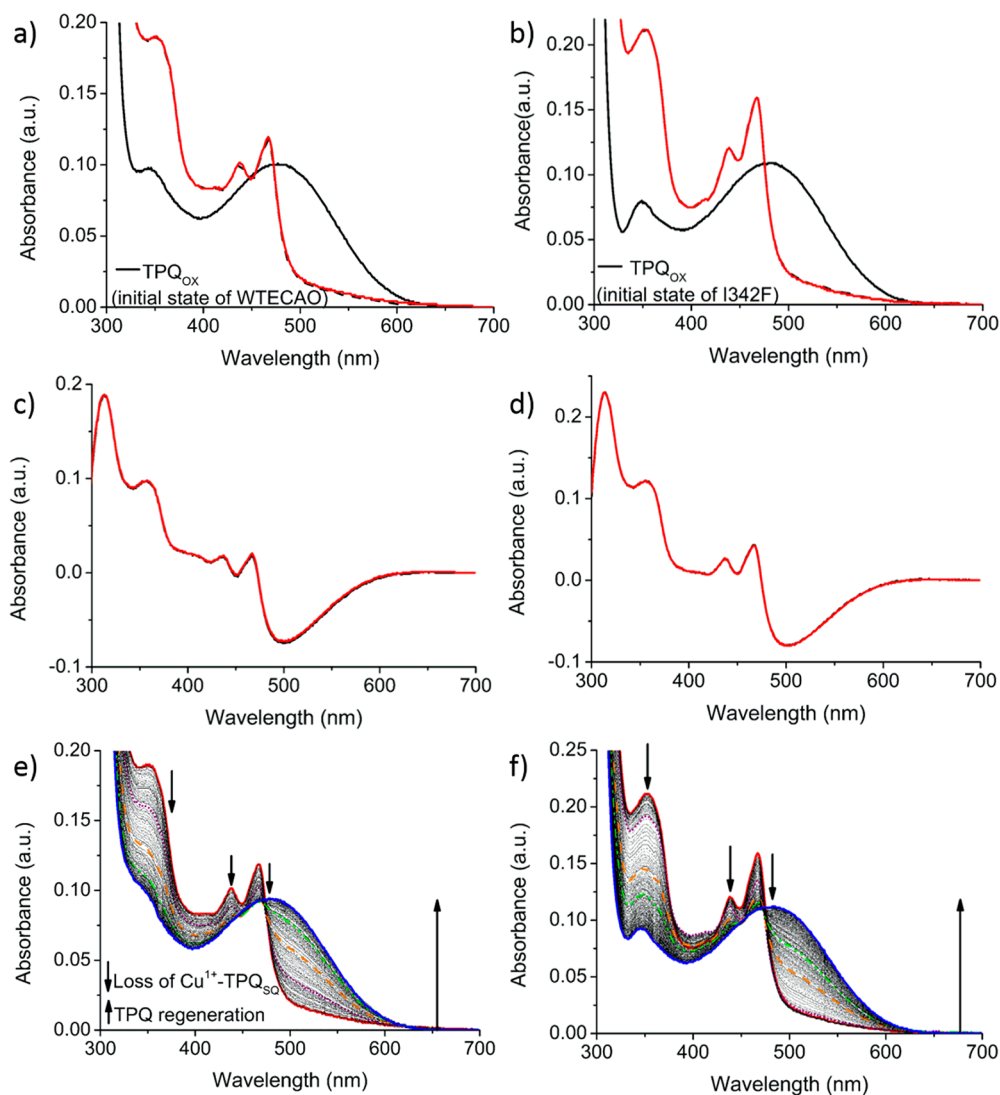 a)
Absorbance (a.u.)
0.20
0.15
0.10
0.05
0.00
TPQOX
(initial state of WTECAO)
300 400 500 600 700
Wavelength (nm)
b)
Absorbance(a.u.)
0.20
0.15
0.10
0.05
0.00
TPQOX
(initial state of I342F)
300 400 500 600 700
Wavelength (nm)
c)
Absorbance (a.u.)
0.2
0.1
0.0
-0.1
300 400 500 600 700
Wavelength (nm)
d)
Absorbance (a.u.)
0.2
0.1
0.0
-0.1
300 400 500 600 700
Wavelength (nm)
e)
Absorbance (a.u.)
0.20
0.15
0.10
0.05
0.00
Loss of Cu1+-TPQSQ
TPQ regeneration
300 400 500 600 700
Wavelength (nm)
f)
Absorbance (a.u.)
0.25
0.20
0.15
0.10
0.05
0.00
300 400 500 600 700
Wavelength (nm)